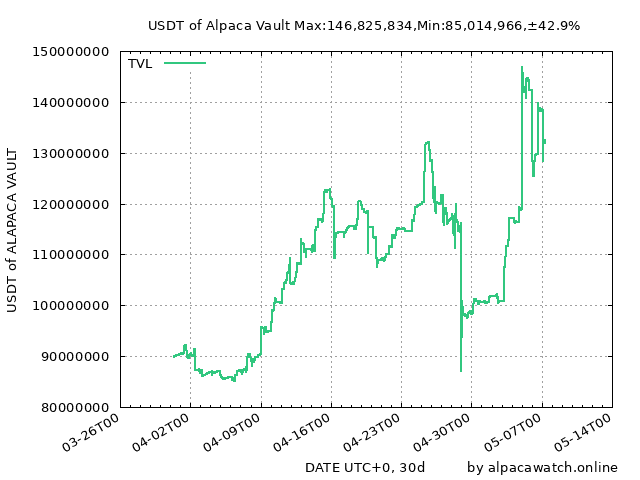 USDT of Alpaca Vault Max:146,825,834,Min:85,014,966,±42.9%
TVL
150000000
140000000
130000000
120000000
110000000
100000000
90000000
80000000
USDT of ALAPACA VAULT
03-26T00
04-02T00
04-09T00
04-16T00
04-23T00
04-30T00
05-07T00
05-14T00
DATE UTC+0, 30d
by alpacawatch.online